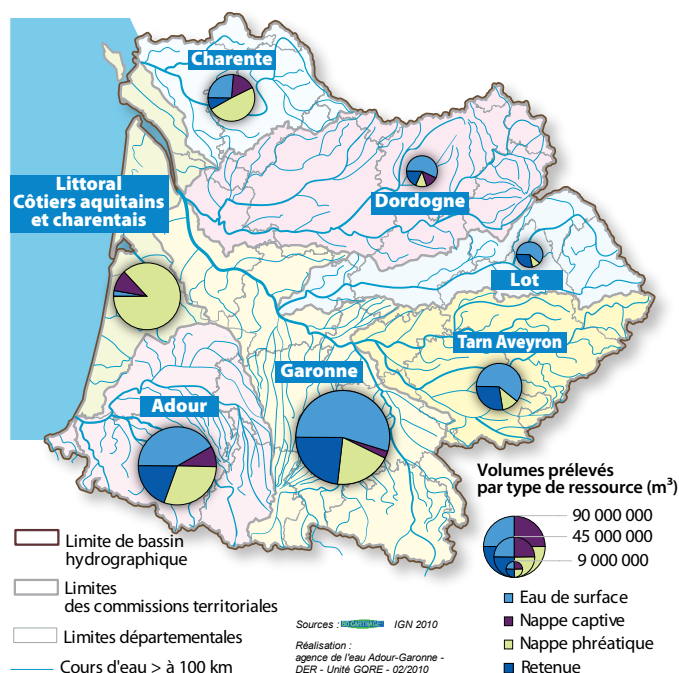 Charente
Littoral
Côtiers aquitains
et charentais
Dordogne
Lot
Tarn Aveyron
Garonne
Adour
Volumes prélevés
par type de ressource (m³)
90 000 000
45 000 000
9 000 000
Eau de surface
Nappe captive
Nappe phréatique
Retenue
Limite de bassin
hydrographique
Limites
des commissions territoriales
Limites départementales
Cours d'eau > à 100 km
Sources : BD CARTHAGE IGN 2010
Réalisation :
agence de l'eau Adour-Garonne -
DER - Unité GQRE - 02/2010